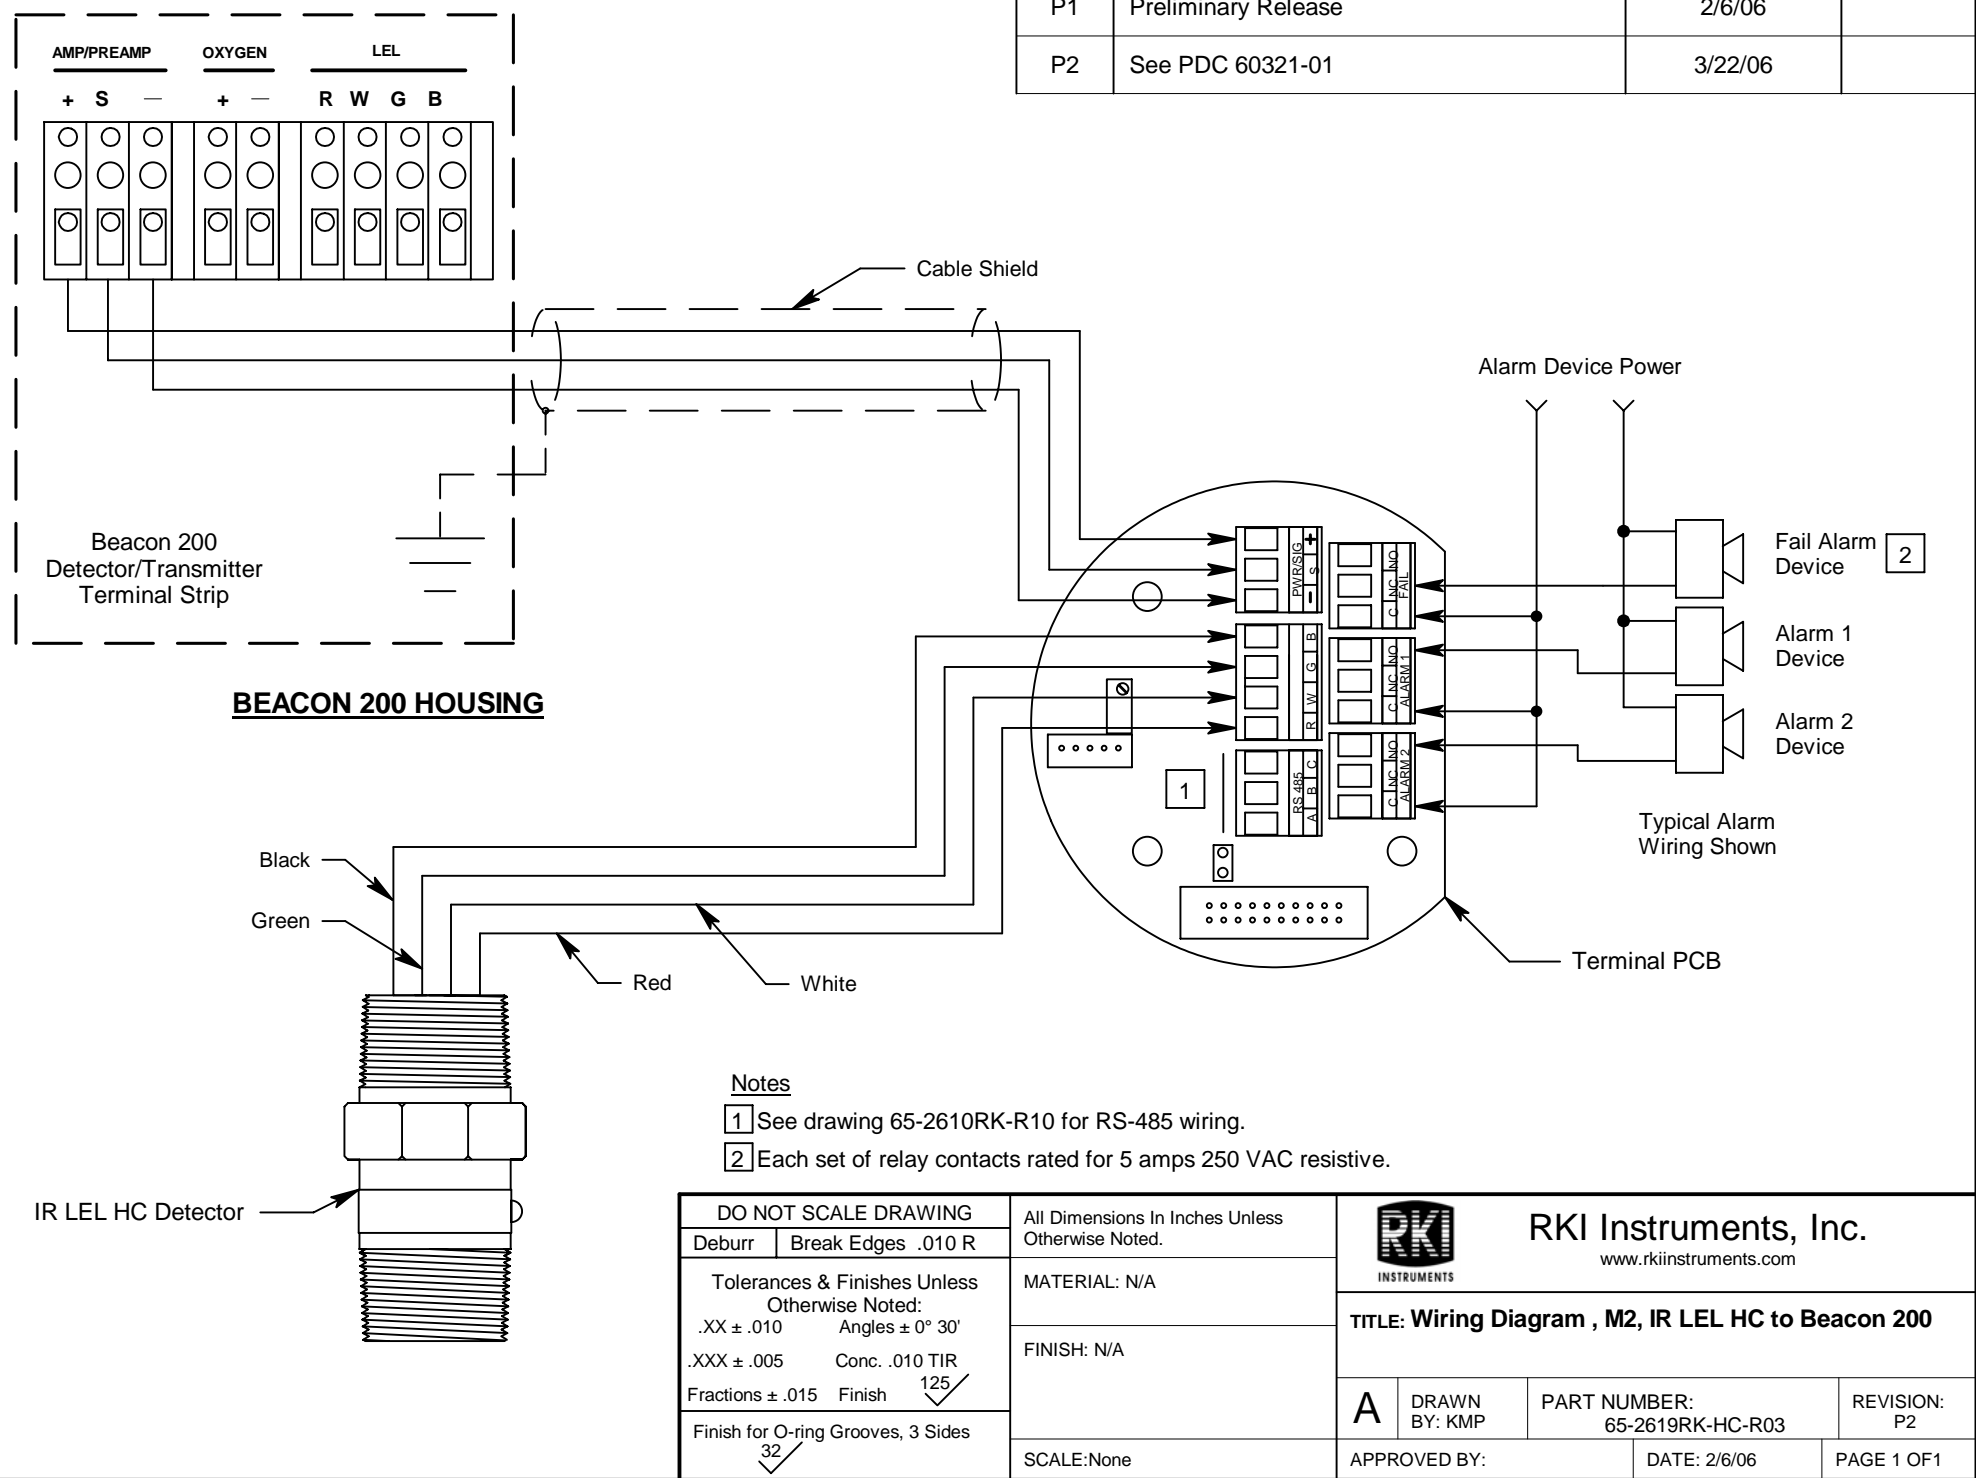 P1 Preliminary Release 2/6/06
P2 See PDC 60321-01 3/22/06
AMP/PREAMP OXYGEN LEL
+ S — + — R W G B
Cable Shield
Alarm Device Power
Beacon 200
Detector/Transmitter
Terminal Strip
BEACON 200 HOUSING
PWR/SIG
+ S -
B G W R
RS 485
C B A
NO NC C
FAIL
NO NC C
ALARM 1
NO NC C
ALARM 2
1
Fail Alarm
Device
2
Alarm 1
Device
Alarm 2
Device
Typical Alarm
Wiring Shown
Terminal PCB
Black
Green
Red
White
IR LEL HC Detector
Notes
1 See drawing 65-2610RK-R10 for RS-485 wiring.
2 Each set of relay contacts rated for 5 amps 250 VAC resistive.
DO NOT SCALE DRAWING
Deburr Break Edges .010 R
Tolerances & Finishes Unless
Otherwise Noted:
.XX ± .010 Angles ± 0° 30'
.XXX ± .005 Conc. .010 TIR
Fractions ± .015 Finish 125
Finish for O-ring Grooves, 3 Sides
32
All Dimensions In Inches Unless
Otherwise Noted.
MATERIAL: N/A
FINISH: N/A
SCALE:None
RKI
INSTRUMENTS
RKI Instruments, Inc.
www.rkiinstruments.com
TITLE: Wiring Diagram , M2, IR LEL HC to Beacon 200
A
DRAWN
BY: KMP
PART NUMBER:
65-2619RK-HC-R03
REVISION:
P2
APPROVED BY:
DATE: 2/6/06
PAGE 1 OF1